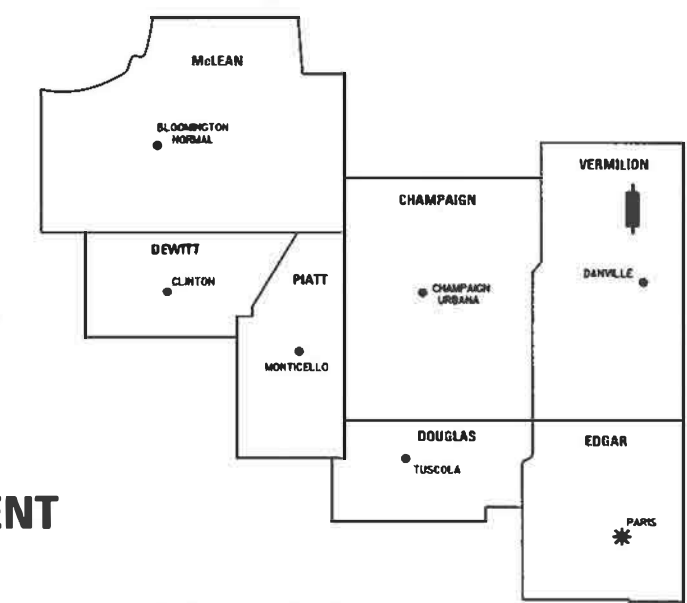 McLEAN
BLOOMINGTON
NORMAL
VERMILION
CHAMPAIGN
DEWITT
CLINTON
PIATT
DANVILLE
CHAMPAIGN
URBANA
MONTICELLO
DOUGLAS
EDGAR
TUSCOLA
ENT
PARIS